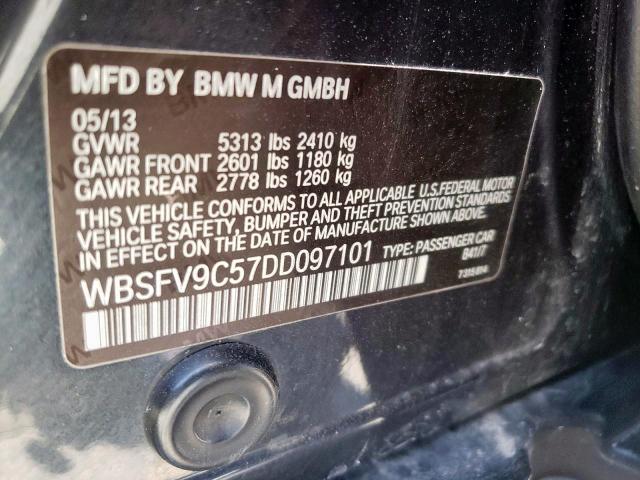 MFD BY BMW M GMBH
05/13
GVWR 5313 lbs 2410 kg
GAWR FRONT 2601 lbs 1180 kg
GAWR REAR 2778 lbs 1260 kg
THIS VEHICLE CONFORMS TO ALL APPLICABLE U.S.FEDERAL MOTOR
VEHICLE SAFETY, BUMPER AND THEFT PREVENTION STANDARDS
IN EFFECT ON THE DATE OF MANUFACTURE SHOWN ABOVE.
WBSFV9C57DD097101 TYPE: PASSENGER CAR
B41/7